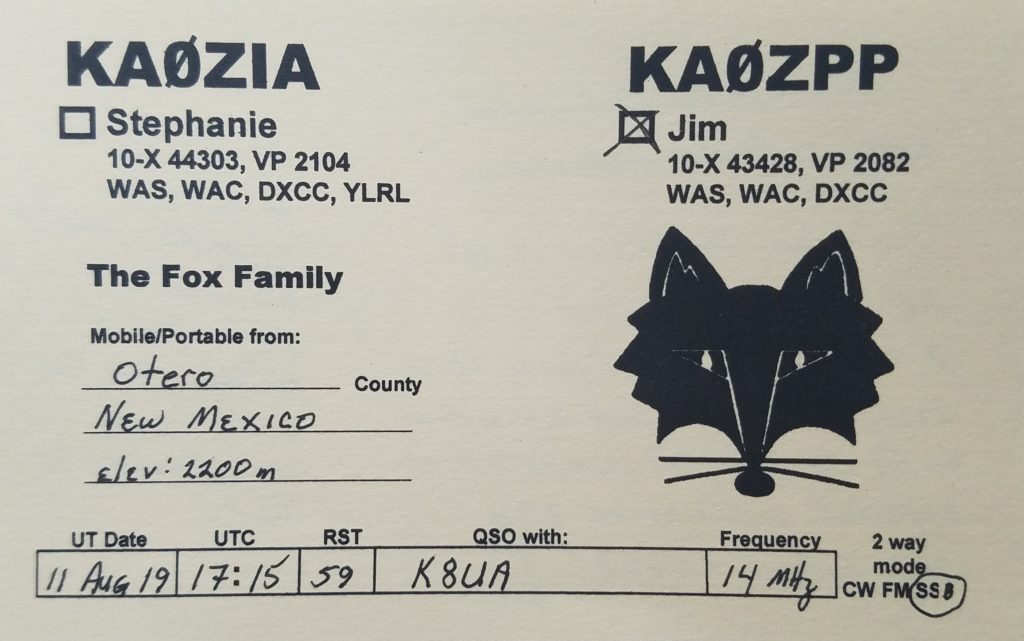 KAØZIA
Stephanie
10-X 44303, VP 2104
WAS, WAC, DXCC, YLRL
KAØZPP
Jim
10-X 43428, VP 2082
WAS, WAC, DXCC
The Fox Family
Mobile/Portable from:
Otero County
New Mexico
elev: 2200m
UT Date UTC RST QSO with: Frequency 2 way
mode
11 Aug 19 17:15 59 K8UA 14 MHz CW FM SSB